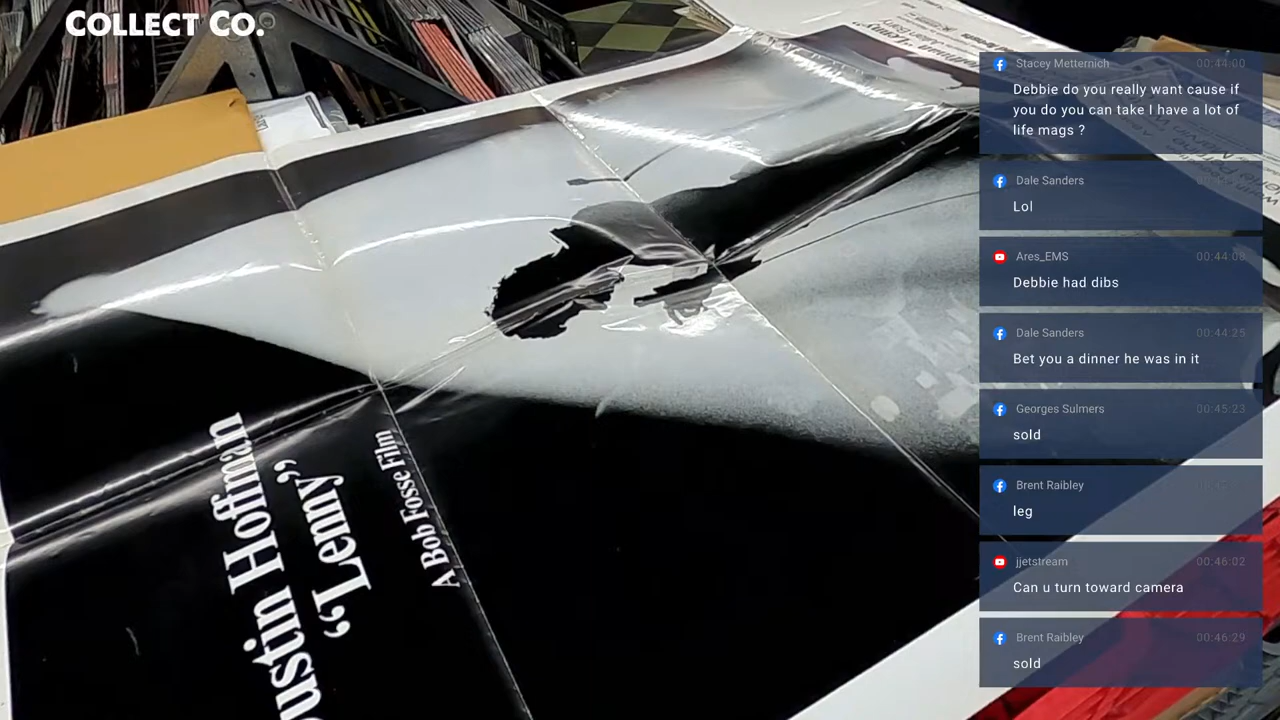 COLLECT CO.
Stacey Metternich 00:44:00
Debbie do you really want cause if
you do you can take I have a lot of
life mags ?
Dale Sanders
Lol
Ares_EMS 00:44:08
Debbie had dibs
Dale Sanders 00:44:25
Bet you a dinner he was in it
Georges Sulmers 00:45:23
sold
Brent Raibley
leg
jjetstream 00:46:02
Can u turn toward camera
Brent Raibley 00:46:29
sold
ustin Hoffman
“Lenny”
A Bob Fosse Film